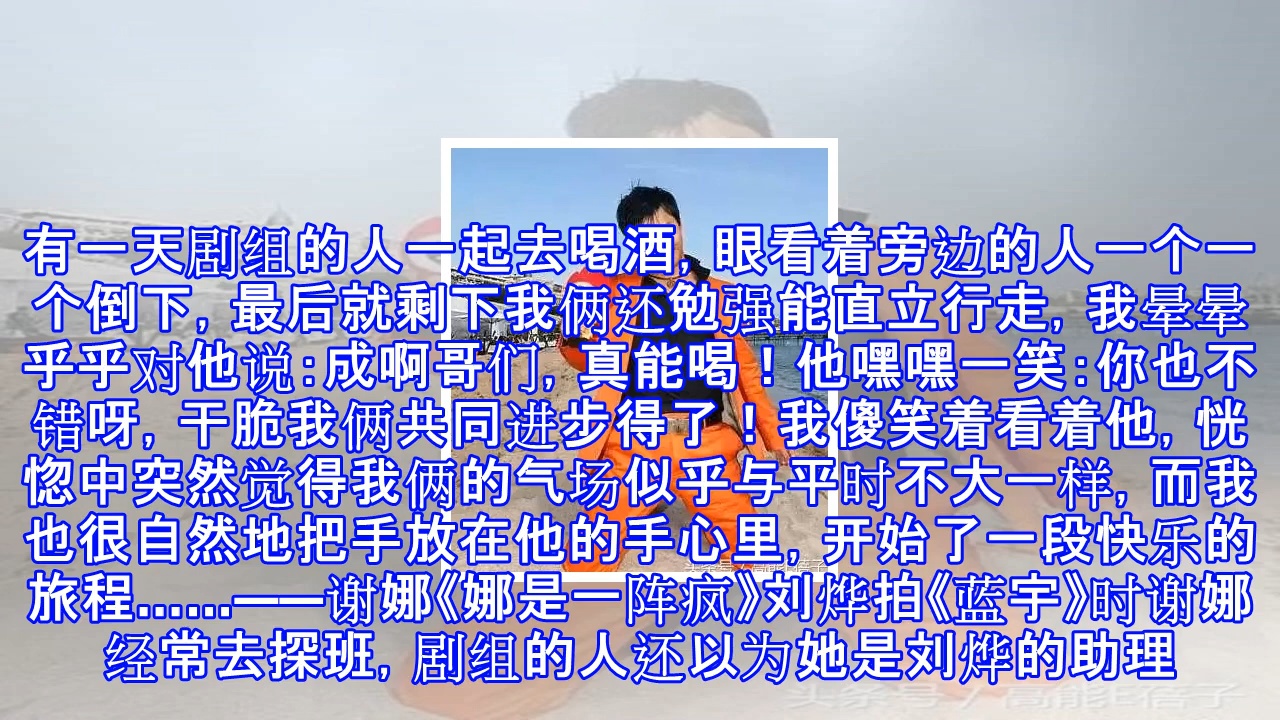 有一天剧组的人一起去喝酒,眼看着旁边的人一个一
个倒下,最后就剩下我俩还勉强能直立行走,我晕晕
乎乎对他说:成啊哥们,真能喝!他嘿嘿一笑:你也不
错呀,干脆我俩共同进步得了!我傻笑着看着他,恍
惚中突然觉得我俩的气场似乎与平时不大一样,而我
也很自然地把手放在他的手心里,开始了一段快乐的
旅程……——谢娜《娜是一阵疯》刘烨拍《蓝宇》时谢娜
经常去探班,剧组的人还以为她是刘烨的助理